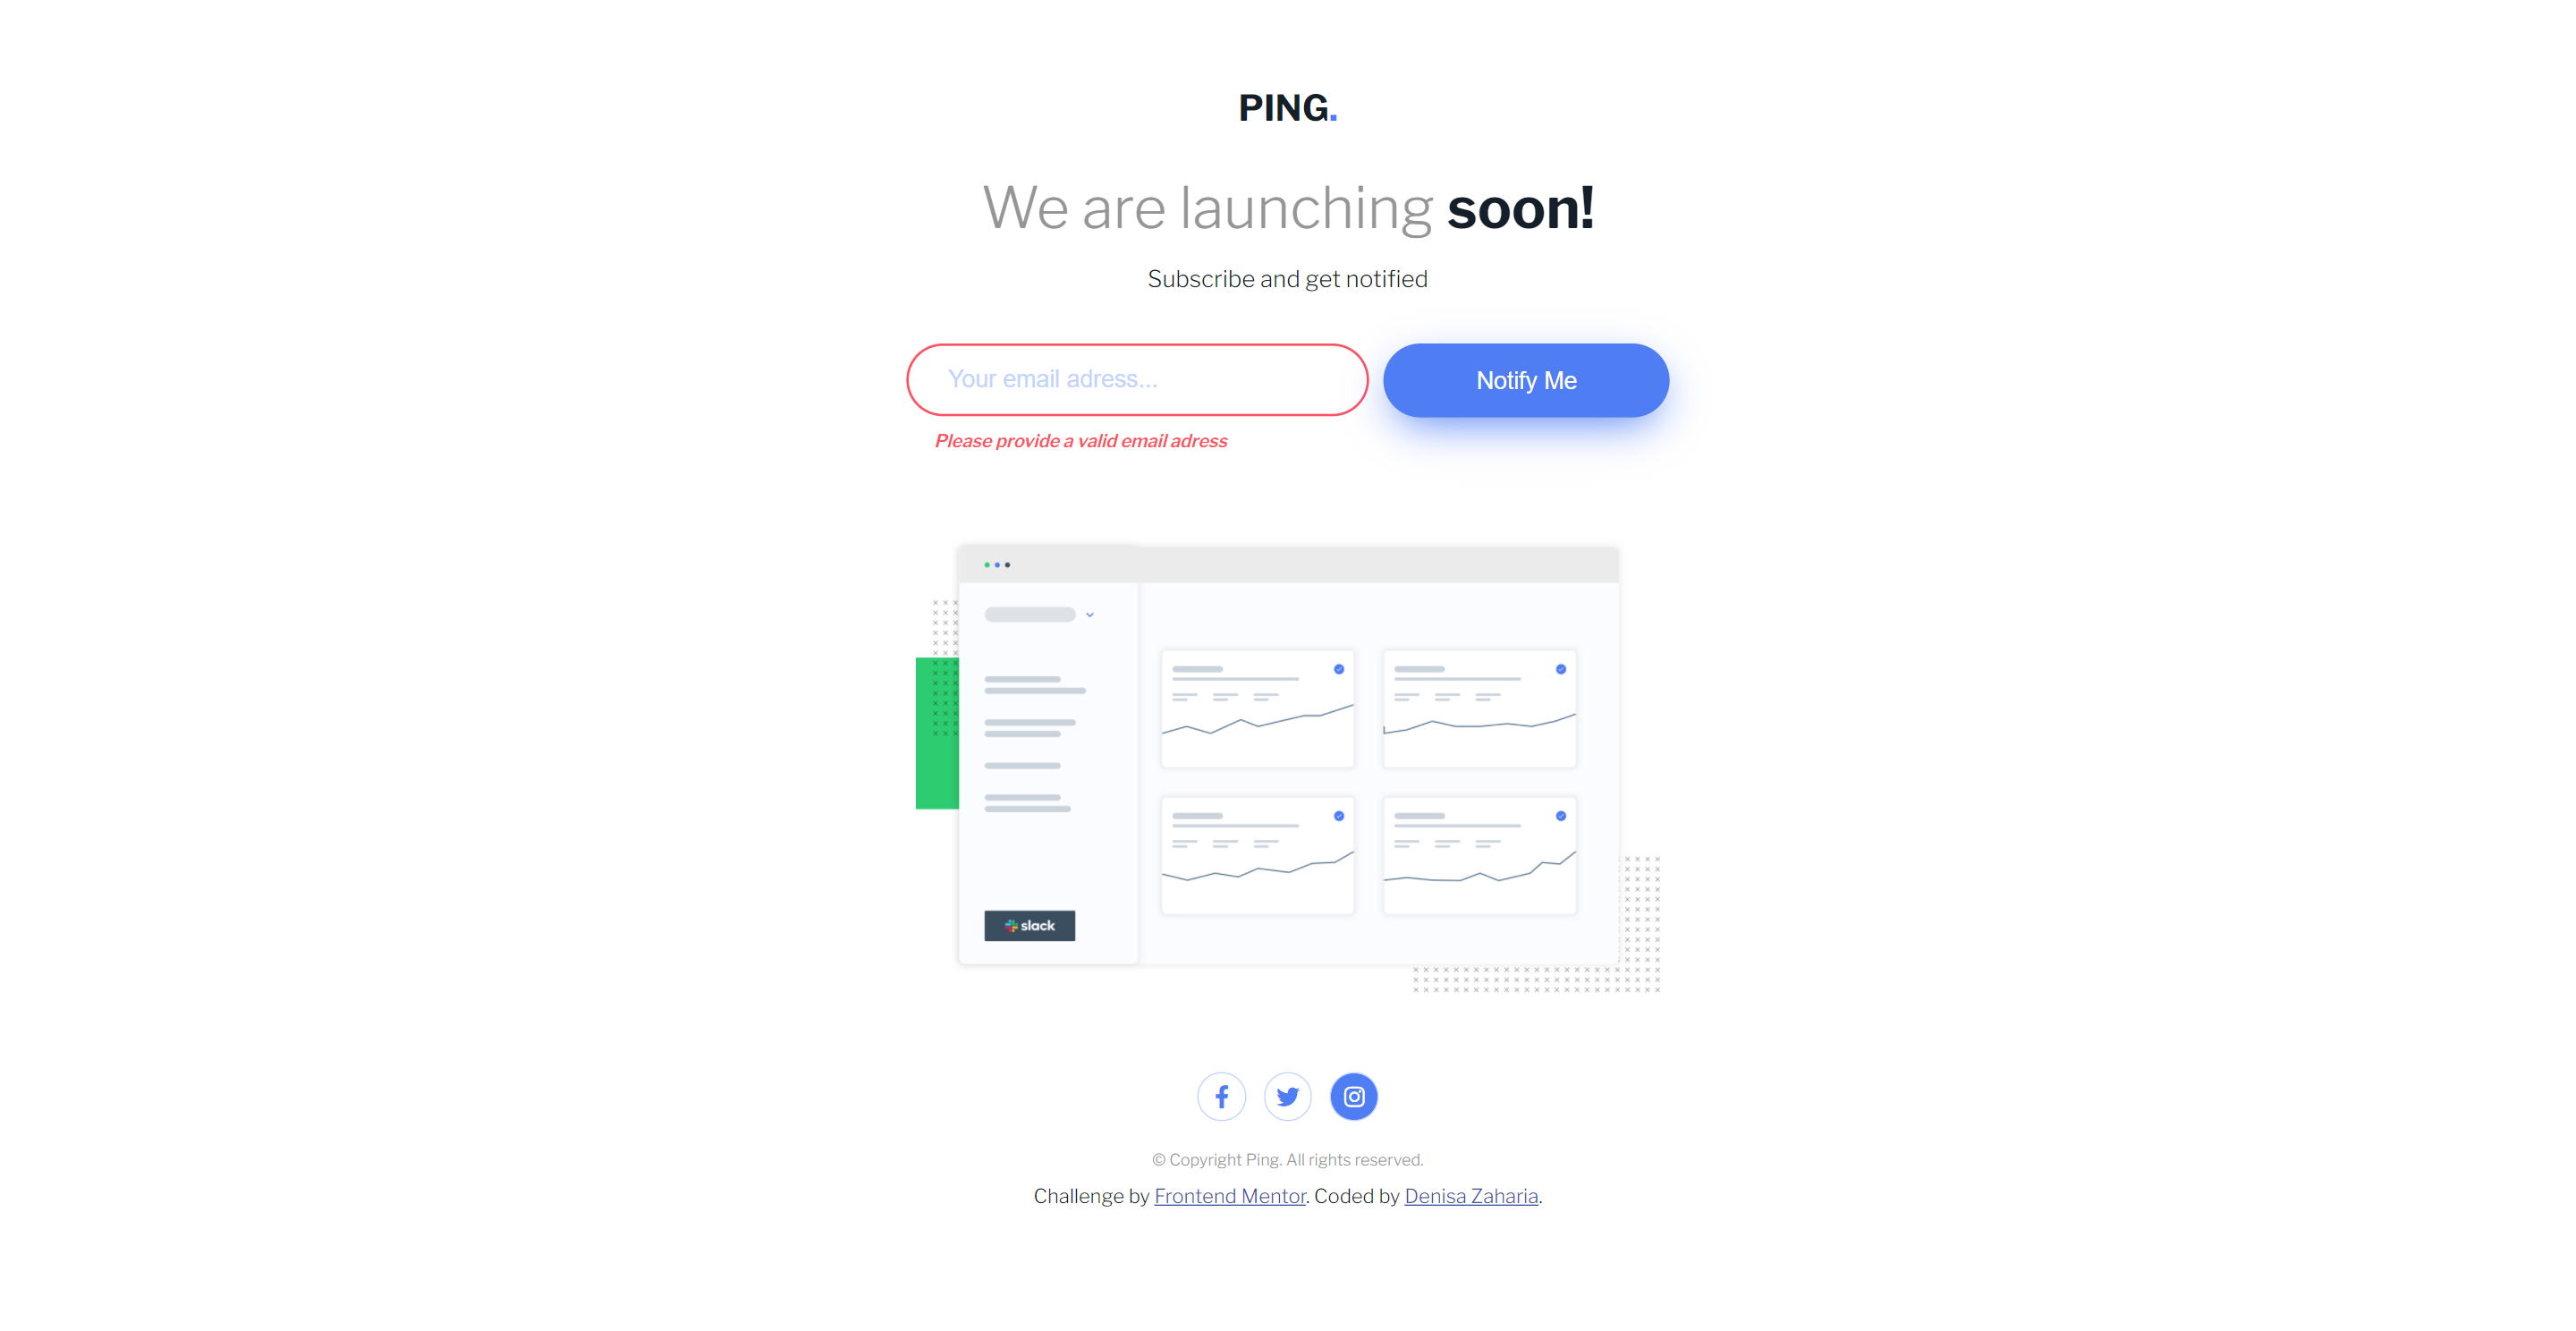 PING.
We are launching soon!
Subscribe and get notified
Your email adress...
Notify Me
Please provide a valid email adress
slack
© Copyright Ping. All rights reserved.
Challenge by Frontend Mentor. Coded by Denisa Zaharia.